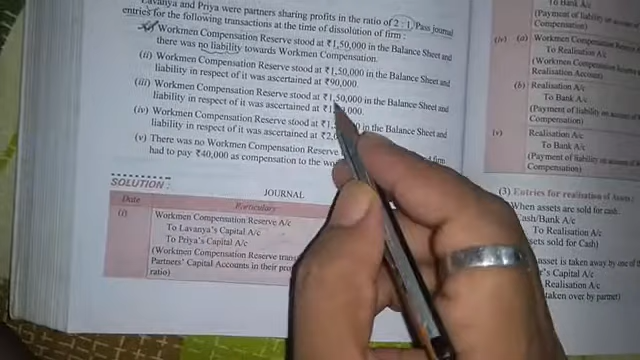 Lavanya and Priya were partners sharing profits in the ratio of 2 : 1. Pass journal
entries for the following transactions at the time of dissolution of firm :
Workmen Compensation Reserve stood at ₹1,50,000 in the Balance Sheet and
there was no liability towards Workmen Compensation.
(ii) Workmen Compensation Reserve stood at ₹1,50,000 in the Balance Sheet and
liability in respect of it was ascertained at ₹90,000.
(iii) Workmen Compensation Reserve stood at ₹1,50,000 in the Balance Sheet and
liability in respect of it was ascertained at
(iv) Workmen Compensation Reserve stood at in the Balance Sheet and
liability in respect of it was ascertained at
(v) There was no Workmen Compensation Reserve firm
had to pay ₹40,000 as compensation to the
SOLUTION :
JOURNAL
Date Particulars
(i) Workmen Compensation Reserve A/c
To Lavanya's Capital A/c
To Priya's Capital A/c
(Workmen Compensation Reserve
Partners' Capital Accounts in their
ratio)
To Bank A/c
(Payment of liability
Compensation)
(iv) (a) Workmen Compensation
To Realisation A/c
(Workmen Compensation
to Realisation Account)
(b) Realisation A/c
To Bank A/c
(Payment of liability on account of
Compensation)
(v) Realisation A/c
To Bank A/c
(Payment of liability on account of
Compensation)
(3) Entries for realisation of Assets :
When assets are sold for cash:
Cash/Bank A/c
To Realisation A/c
sets sold for Cash)
asset is taken away by one of
Capital A/c
Realisation A/c
taken over by partner)